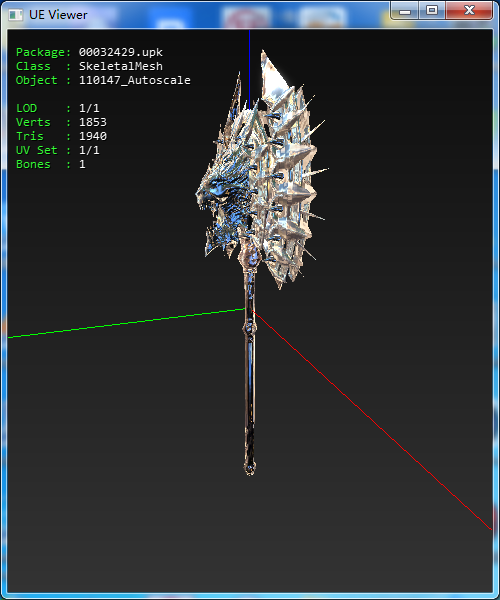 UE Viewer
Package: 00032429.upk
Class : SkeletalMesh
Object : 110147_Autoscale
LOD : 1/1
Verts : 1853
Tris : 1940
UV Set : 1/1
Bones : 1